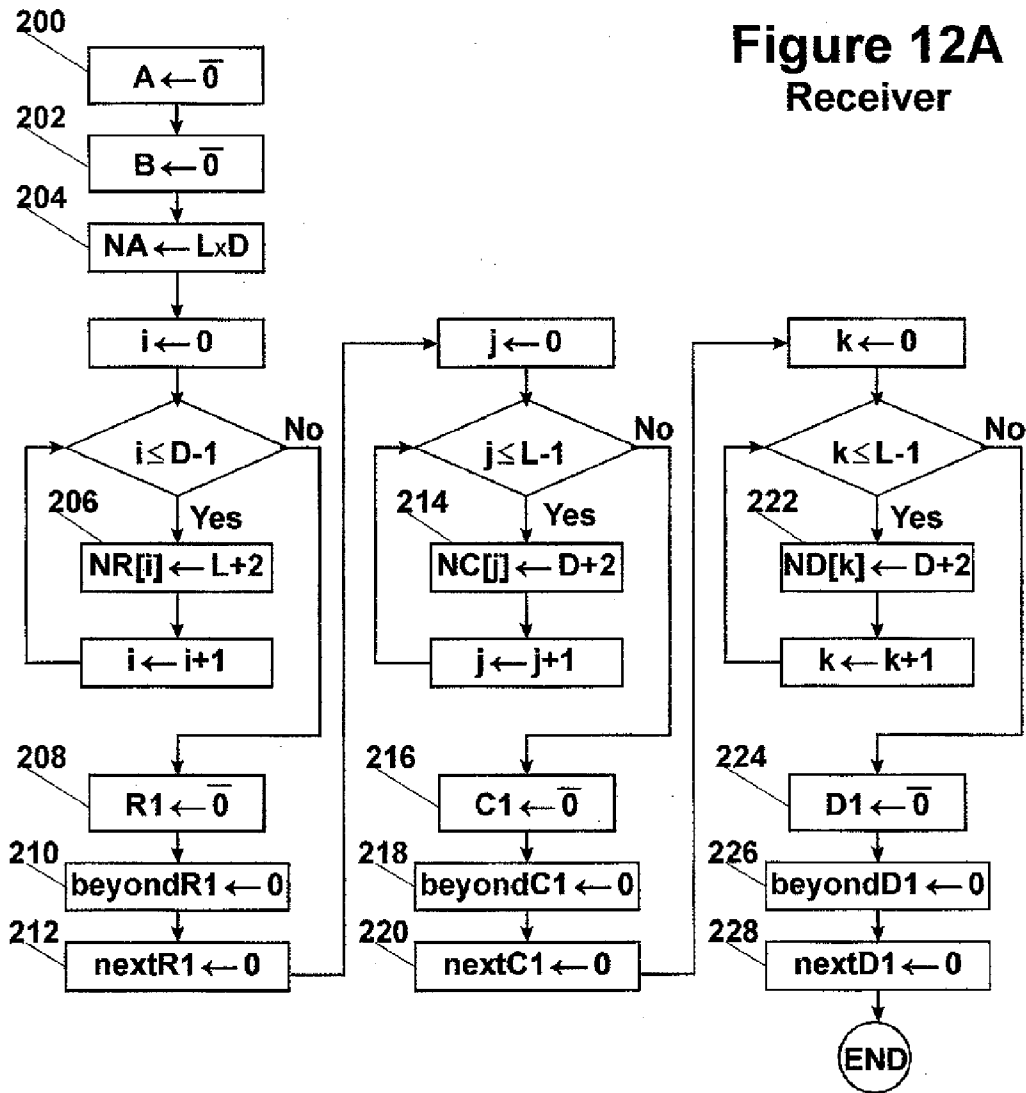 Figure 12A
Receiver
200
A ← 0̅
202
B ← 0̅
204
NA ← LxD
i ← 0
i ≤ D-1
No
Yes
206
NR[i] ← L+2
i ← i+1
208
R1 ← 0̅
210
beyondR1 ← 0
212
nextR1 ← 0
j ← 0
j ≤ L-1
No
Yes
214
NC[j] ← D+2
j ← j+1
216
C1 ← 0̅
218
beyondC1 ← 0
220
nextC1 ← 0
k ← 0
k ≤ L-1
No
Yes
222
ND[k] ← D+2
k ← k+1
224
D1 ← 0̅
226
beyondD1 ← 0
228
nextD1 ← 0
END